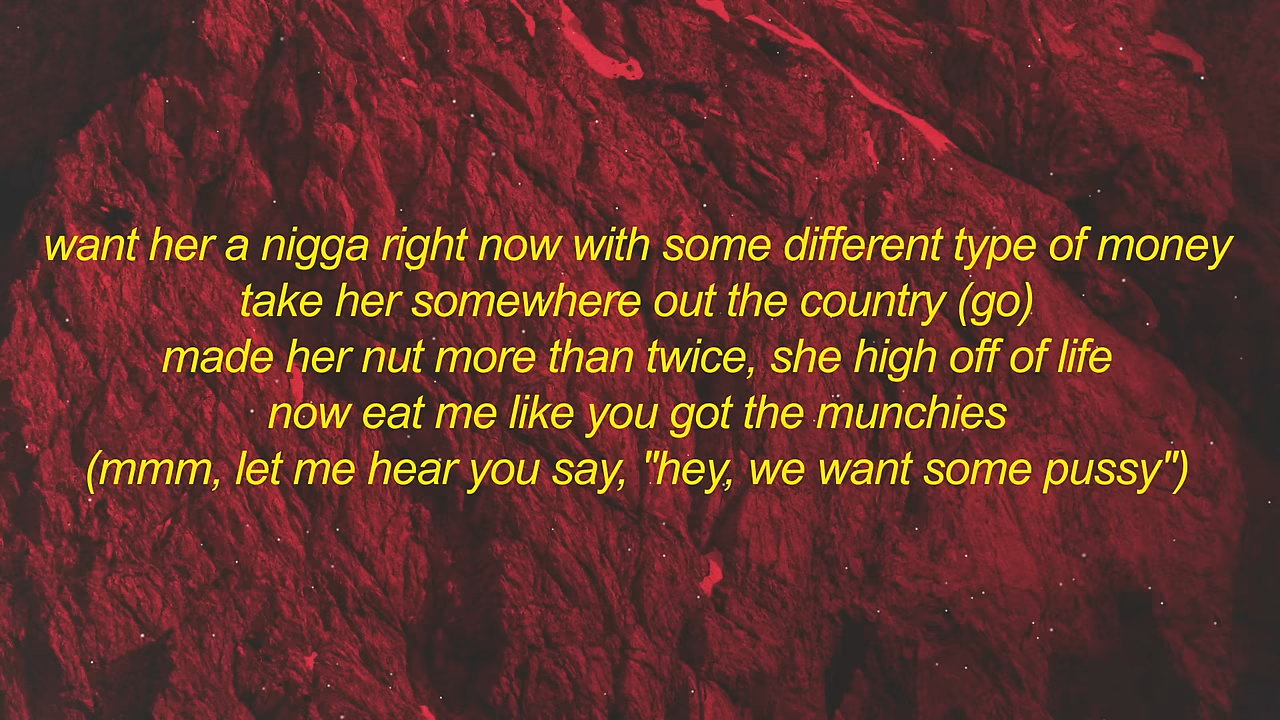 want her a nigga right now with some different type of money
take her somewhere out the country (go)
made her nut more than twice, she high off of life
now eat me like you got the munchies
(mmm, let me hear you say, "hey, we want some pussy")